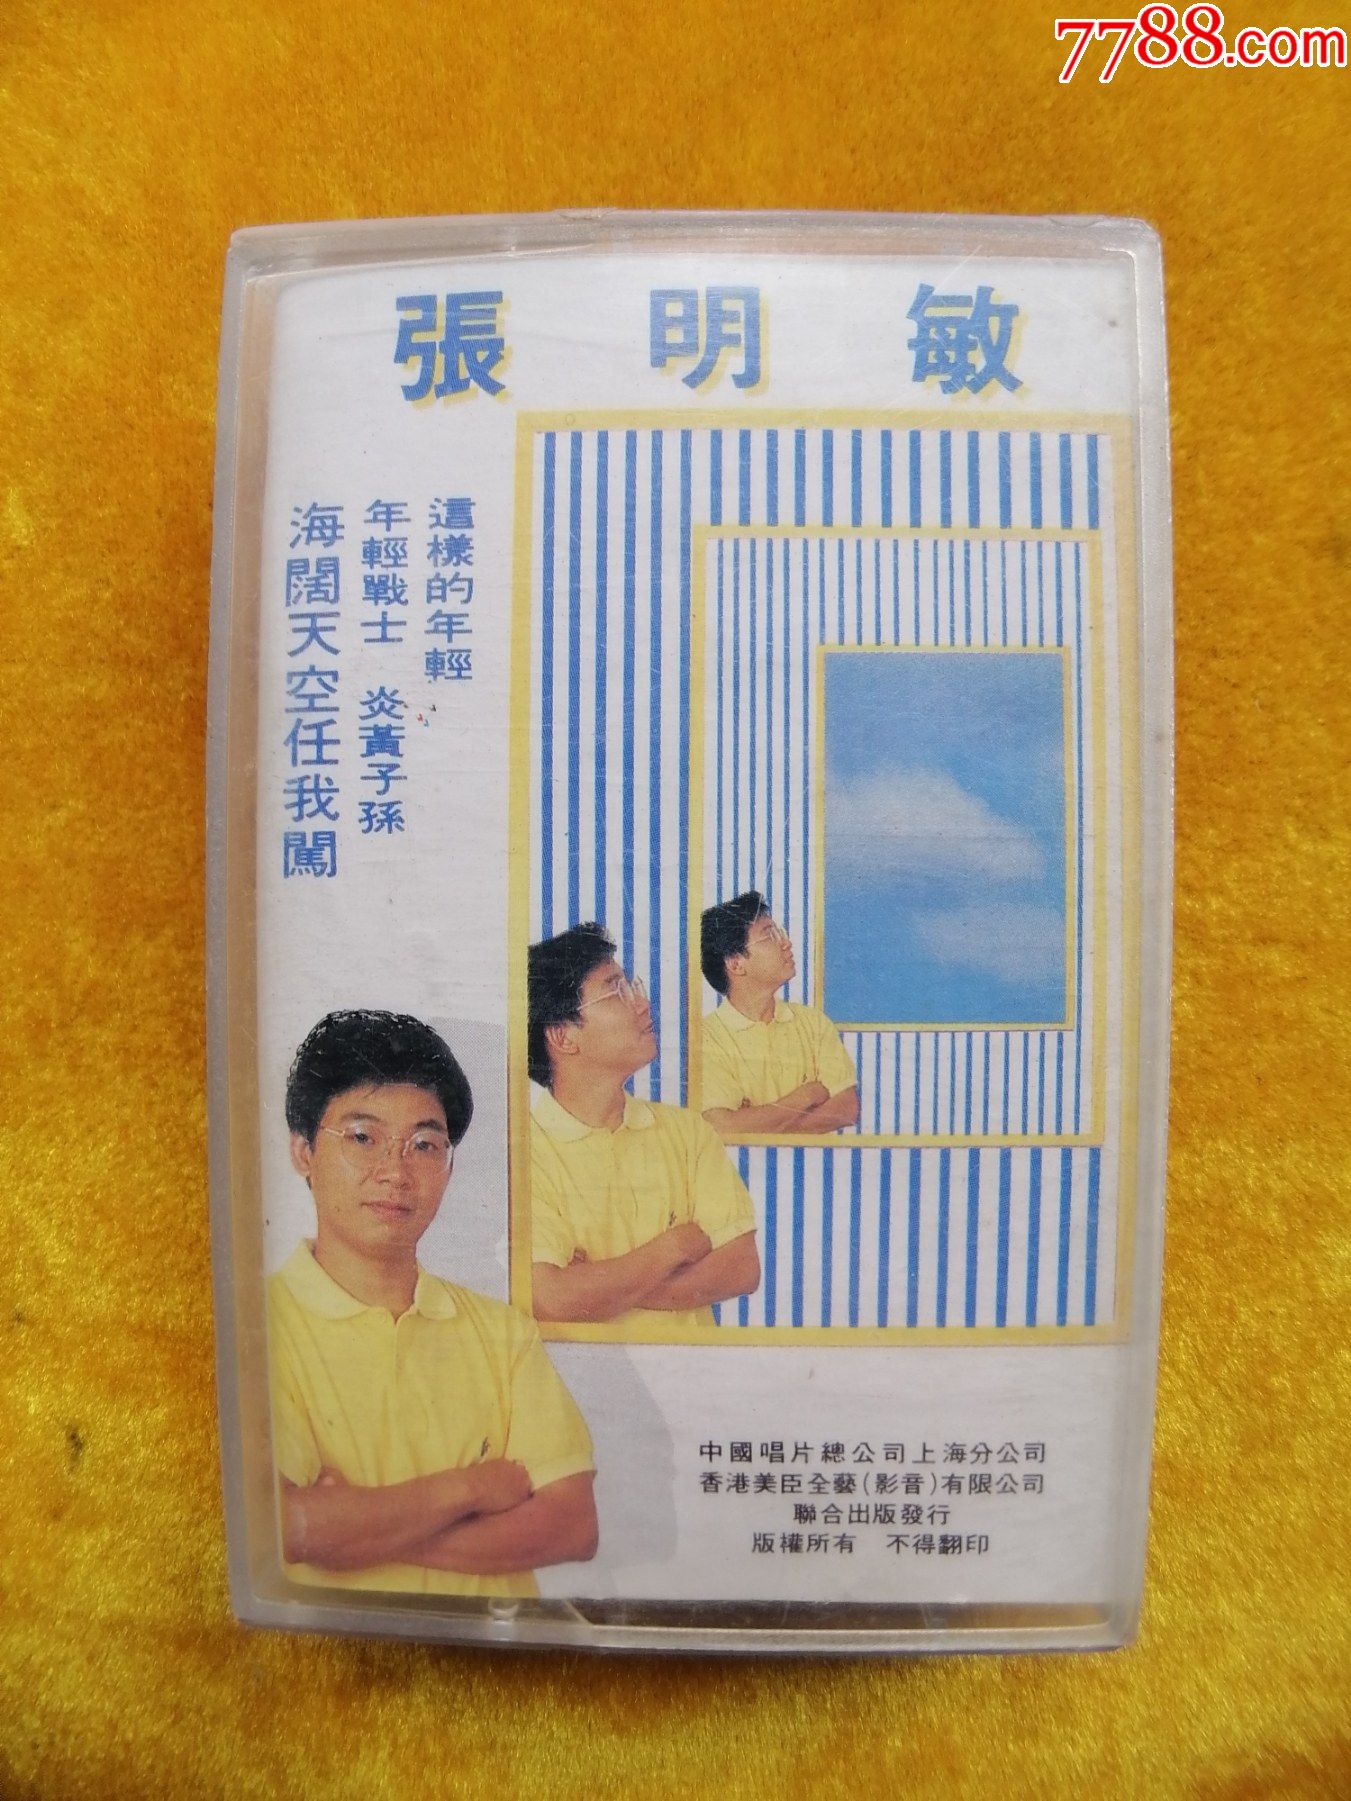 7788.com
張明敏
這樣的年輕
年輕戰士 炎黃子孫
海闊天空任我闖
中國唱片總公司上海分公司
香港美臣全藝(影音)有限公司
聯合出版發行
版權所有 不得翻印